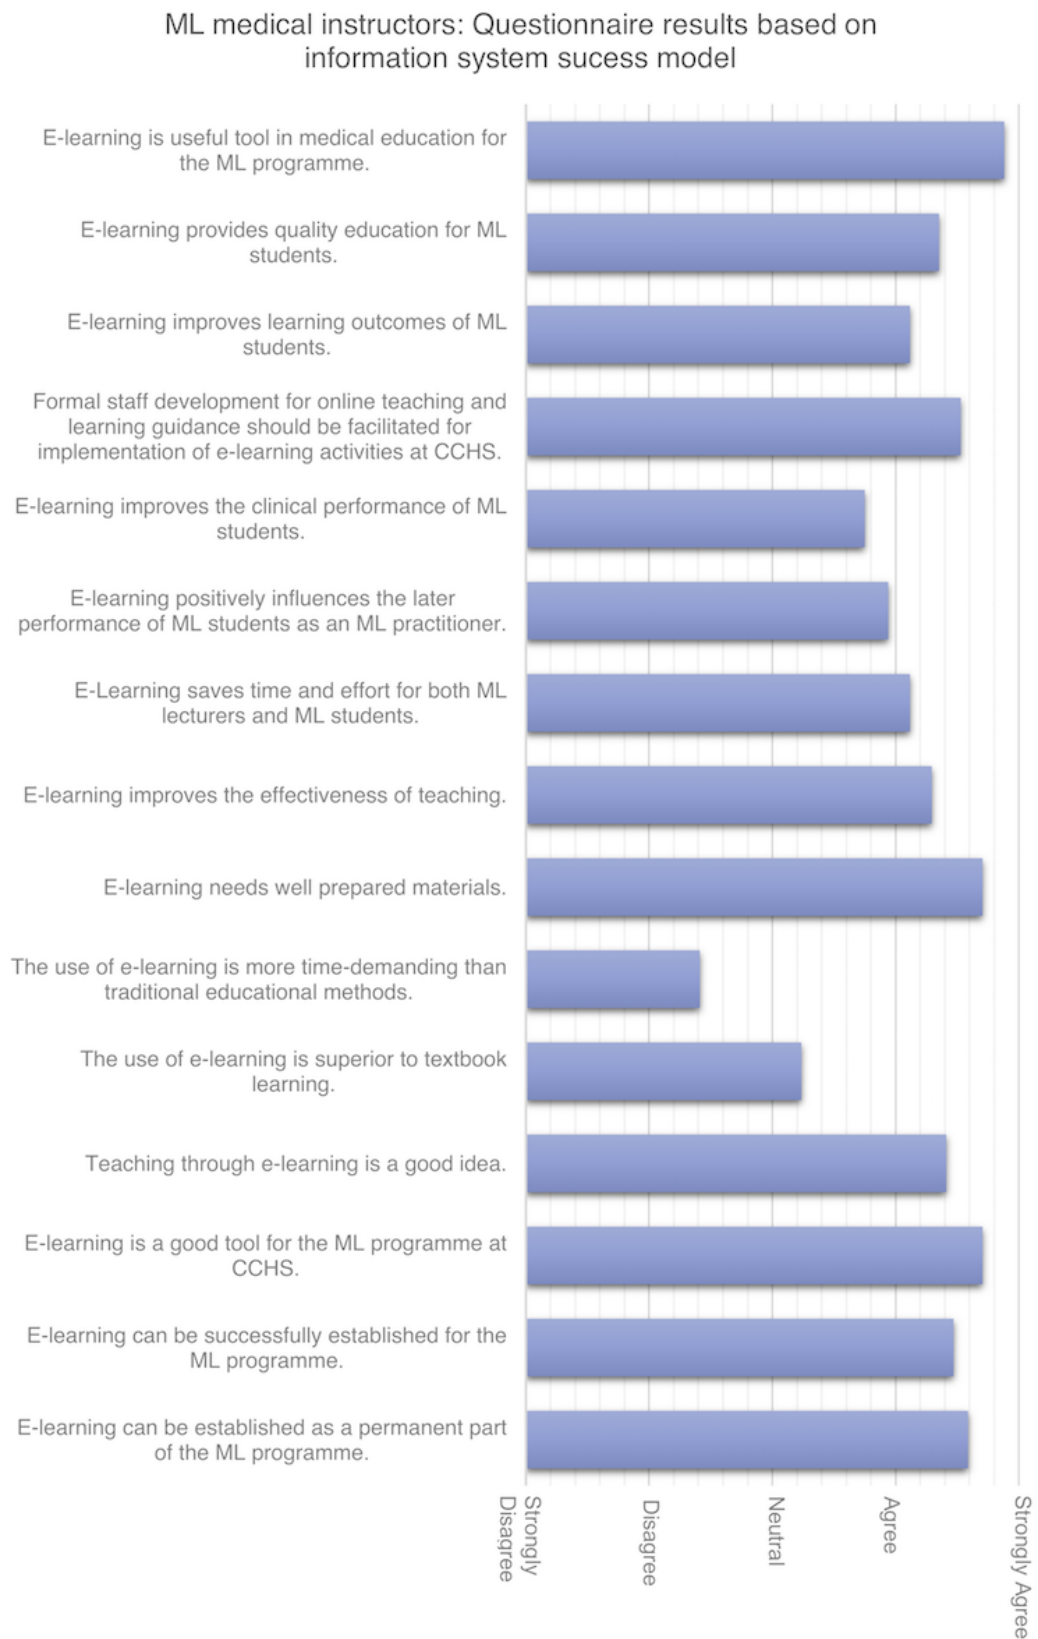 ML medical instructors: Questionnaire results based on
information system sucess model
E-learning is useful tool in medical education for
the ML programme.
E-learning provides quality education for ML
students.
E-learning improves learning outcomes of ML
students.
Formal staff development for online teaching and
learning guidance should be facilitated for
implementation of e-learning activities at CCHS.
E-learning improves the clinical performance of ML
students.
E-learning positively influences the later
performance of ML students as an ML practitioner.
E-Learning saves time and effort for both ML
lecturers and ML students.
E-learning improves the effectiveness of teaching.
E-learning needs well prepared materials.
The use of e-learning is more time-demanding than
traditional educational methods.
The use of e-learning is superior to textbook
learning.
Teaching through e-learning is a good idea.
E-learning is a good tool for the ML programme at
CCHS.
E-learning can be successfully established for the
ML programme.
E-learning can be established as a permanent part
of the ML programme.
Strongly
Disagree
Disagree
Neutral
Agree
Strongly Agree